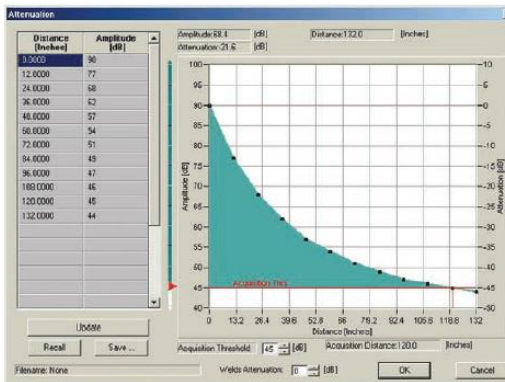 Attenuation
Distance [Inches] Amplitude [dB]
0.0000 90
12.0000 77
24.0000 68
36.0000 62
48.0000 57
60.0000 54
72.0000 51
84.0000 49
96.0000 47
108.0000 46
120.0000 45
132.0000 44
Update
Recall Save ...
Filename: None
Amplitude:68.4 [dB] Distance:132.0 [Inches]
Attenuation:-21.6 [dB]
Amplitude [dB]
100
95
90
85
80
75
70
65
60
55
50
45
40
Acquisition Thrs.
Attenuation [dB]
10
5
0
-5
-10
-15
-20
-25
-30
-35
-40
-45
-50
0 13.2 26.4 39.6 52.8 66 79.2 92.4 105.6 118.8 132
Distance [Inches]
Acquisition Threshold: 45 [dB] Acquisition Distance:120.0 [Inches]
Welds Attenuation: 0 [dB] OK Cancel